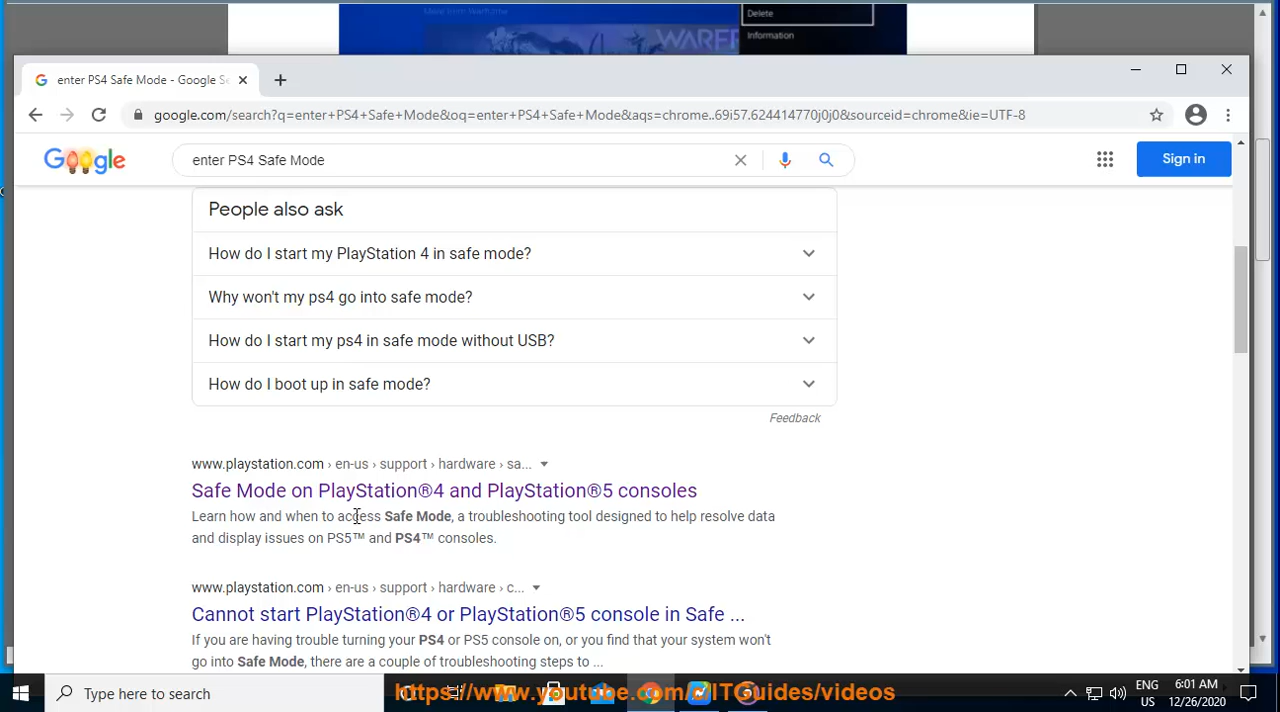 More from Warframe
Delete
WARFR
Information
enter PS4 Safe Mode - Google Se
google.com/search?q=enter+PS4+Safe+Mode&oq=enter+PS4+Safe+Mode&aqs=chrome..69i57.624414770j0j0&sourceid=chrome&ie=UTF-8
Google
enter PS4 Safe Mode
Sign in
People also ask
How do I start my PlayStation 4 in safe mode?
Why won't my ps4 go into safe mode?
How do I start my ps4 in safe mode without USB?
How do I boot up in safe mode?
Feedback
www.playstation.com › en-us › support › hardware › sa...
Safe Mode on PlayStation®4 and PlayStation®5 consoles
Learn how and when to access Safe Mode, a troubleshooting tool designed to help resolve data
and display issues on PS5™ and PS4™ consoles.
www.playstation.com › en-us › support › hardware › c...
Cannot start PlayStation®4 or PlayStation®5 console in Safe ...
If you are having trouble turning your PS4 or PS5 console on, or you find that your system won't
go into Safe Mode, there are a couple of troubleshooting steps to ...
Type here to search
https://www.youtube.com/c/ITGuides/videos
ENG
US
6:01 AM
12/26/2020